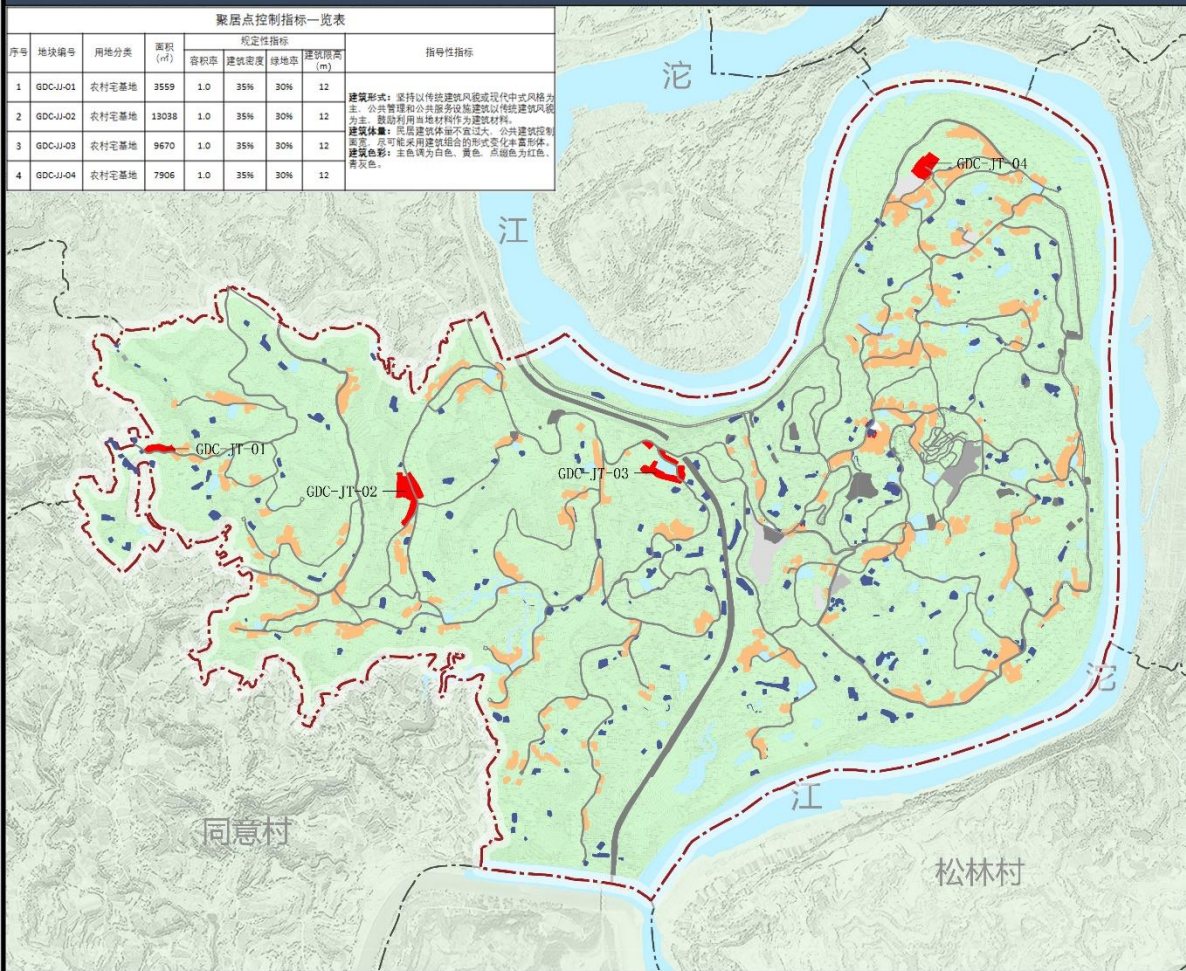 聚居点控制指标一览表
序号 地块编号 用地分类 面积(㎡) 规定性指标 指导性指标
容积率 建筑密度 绿地率 建筑限高(m)
1 GDC-JJ-01 农村宅基地 3559 1.0 35% 30% 12
2 GDC-JJ-02 农村宅基地 13038 1.0 35% 30% 12
3 GDC-JJ-03 农村宅基地 9670 1.0 35% 30% 12
4 GDC-JJ-04 农村宅基地 7906 1.0 35% 30% 12
建筑形式：坚持以传统建筑风貌或现代中式风格为
主．公共管理和公共服务设施建筑以传统建筑风貌
为主．鼓励利用当地材料作为建筑材料。
建筑体量：民居建筑体量不宜过大．公共建筑控制
面宽．尽可能采用建筑组合的形式变化丰富形体。
建筑色彩：主色调为白色、黄色．点缀色为红色、
青灰色。
沱
江
GDC-JT-04
GDC-JT-01
GDC-JT-02
GDC-JT-03
沱
江
同意村
松林村